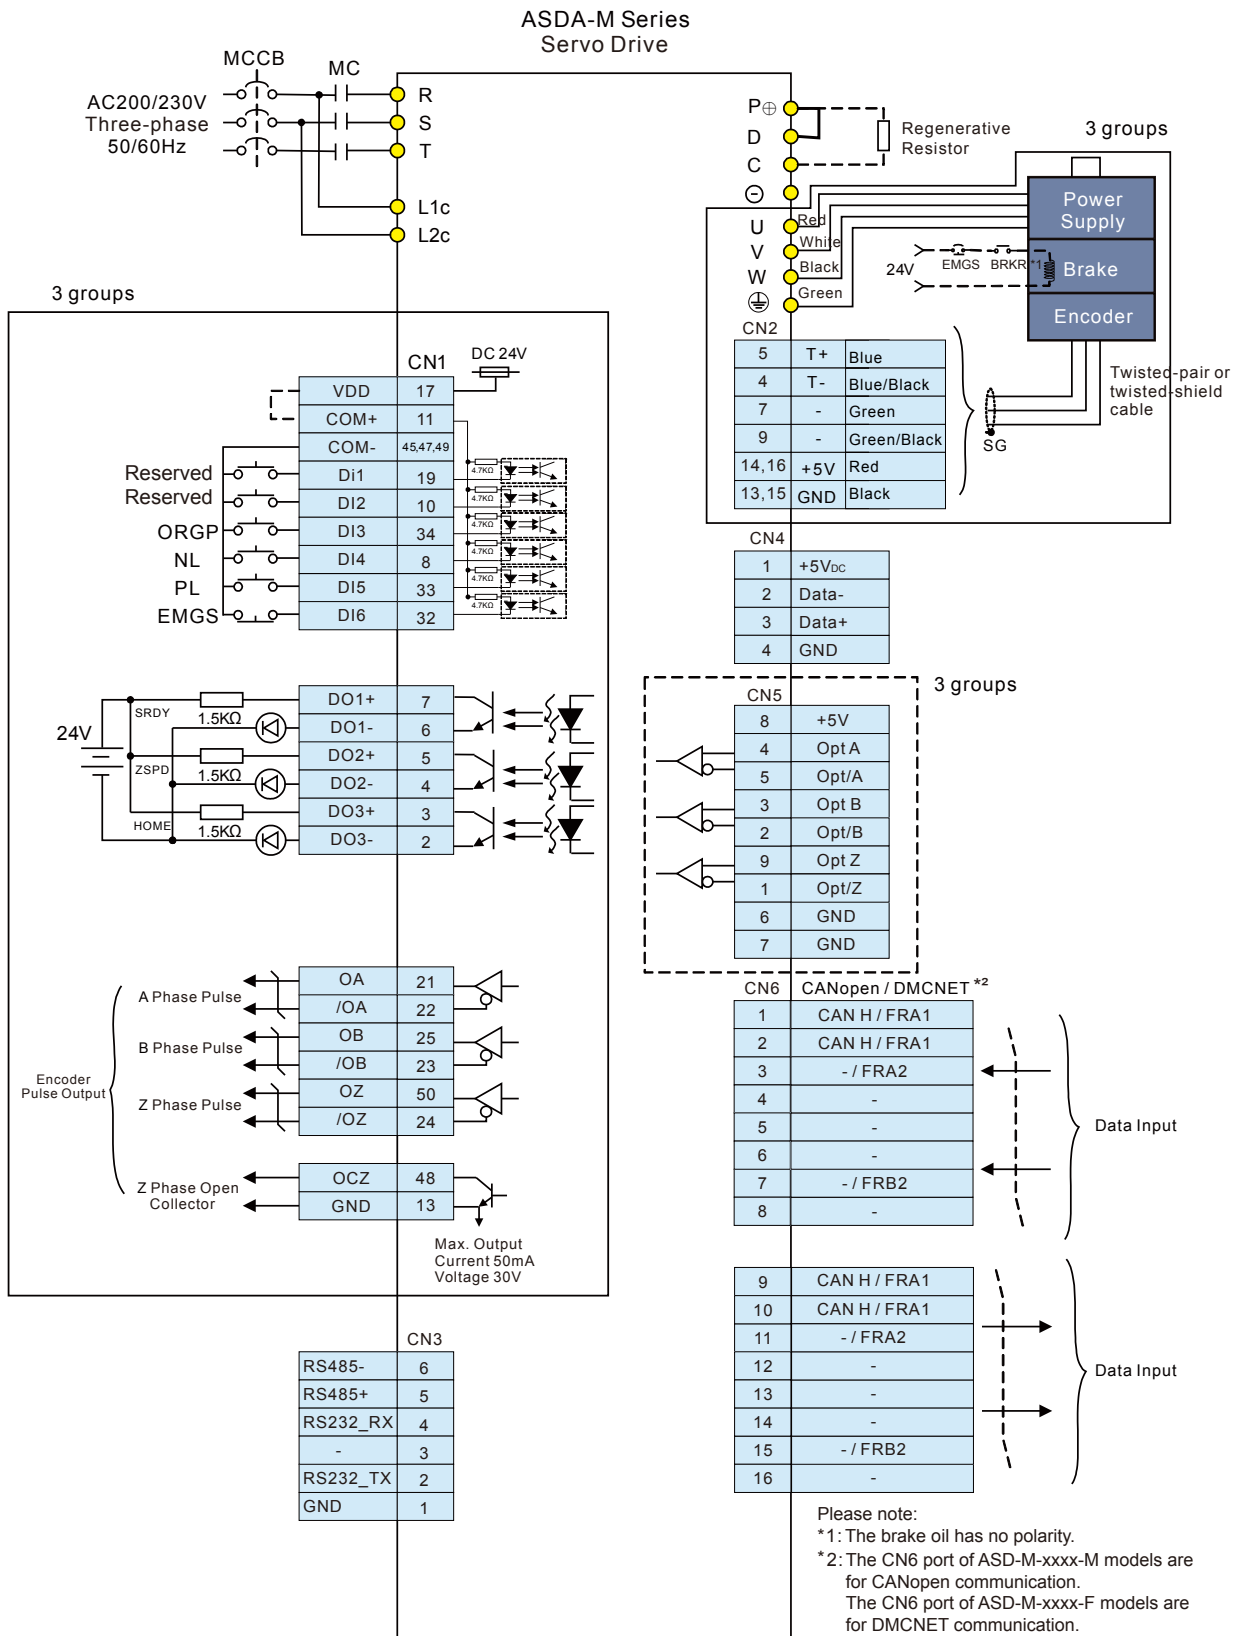 ASDA-M Series
Servo Drive
MCCB
MC
AC200/230V
Three-phase
50/60Hz
R
S
T
L1c
L2c
P⊕
D
C
⊖
U
V
W
Regenerative
Resistor
Red
White
Black
Green
3 groups
Power
Supply
Brake
Encoder
24V
EMGS
BRKR
*1
Twisted-pair or
twisted-shield
cable
SG
CN2
5 T+ Blue
4 T- Blue/Black
7 - Green
9 - Green/Black
14,16 +5V Red
13,15 GND Black
3 groups
CN1
DC 24V
VDD 17
COM+ 11
COM- 45,47,49
Reserved Di1 19 4.7KΩ
Reserved DI2 10 4.7KΩ
ORGP DI3 34 4.7KΩ
NL DI4 8 4.7KΩ
PL DI5 33 4.7KΩ
EMGS DI6 32 4.7KΩ
24V
SRDY
1.5KΩ
DO1+ 7
DO1- 6
ZSPD
1.5KΩ
DO2+ 5
DO2- 4
HOME
1.5KΩ
DO3+ 3
DO3- 2
Encoder
Pulse Output
A Phase Pulse
OA 21
/OA 22
B Phase Pulse
OB 25
/OB 23
Z Phase Pulse
OZ 50
/OZ 24
Z Phase Open
Collector
OCZ 48
GND 13
Max. Output
Current 50mA
Voltage 30V
CN3
RS485- 6
RS485+ 5
RS232_RX 4
- 3
RS232_TX 2
GND 1
CN4
1 +5VDC
2 Data-
3 Data+
4 GND
3 groups
CN5
8 +5V
4 Opt A
5 Opt/A
3 Opt B
2 Opt/B
9 Opt Z
1 Opt/Z
6 GND
7 GND
CN6 CANopen / DMCNET *2
1 CAN H / FRA1
2 CAN H / FRA1
3 - / FRA2
4 -
5 -
6 -
7 - / FRB2
8 -
Data Input
9 CAN H / FRA1
10 CAN H / FRA1
11 - / FRA2
12 -
13 -
14 -
15 - / FRB2
16 -
Data Input
Please note:
*1: The brake oil has no polarity.
*2: The CN6 port of ASD-M-xxxx-M models are
for CANopen communication.
The CN6 port of ASD-M-xxxx-F models are
for DMCNET communication.